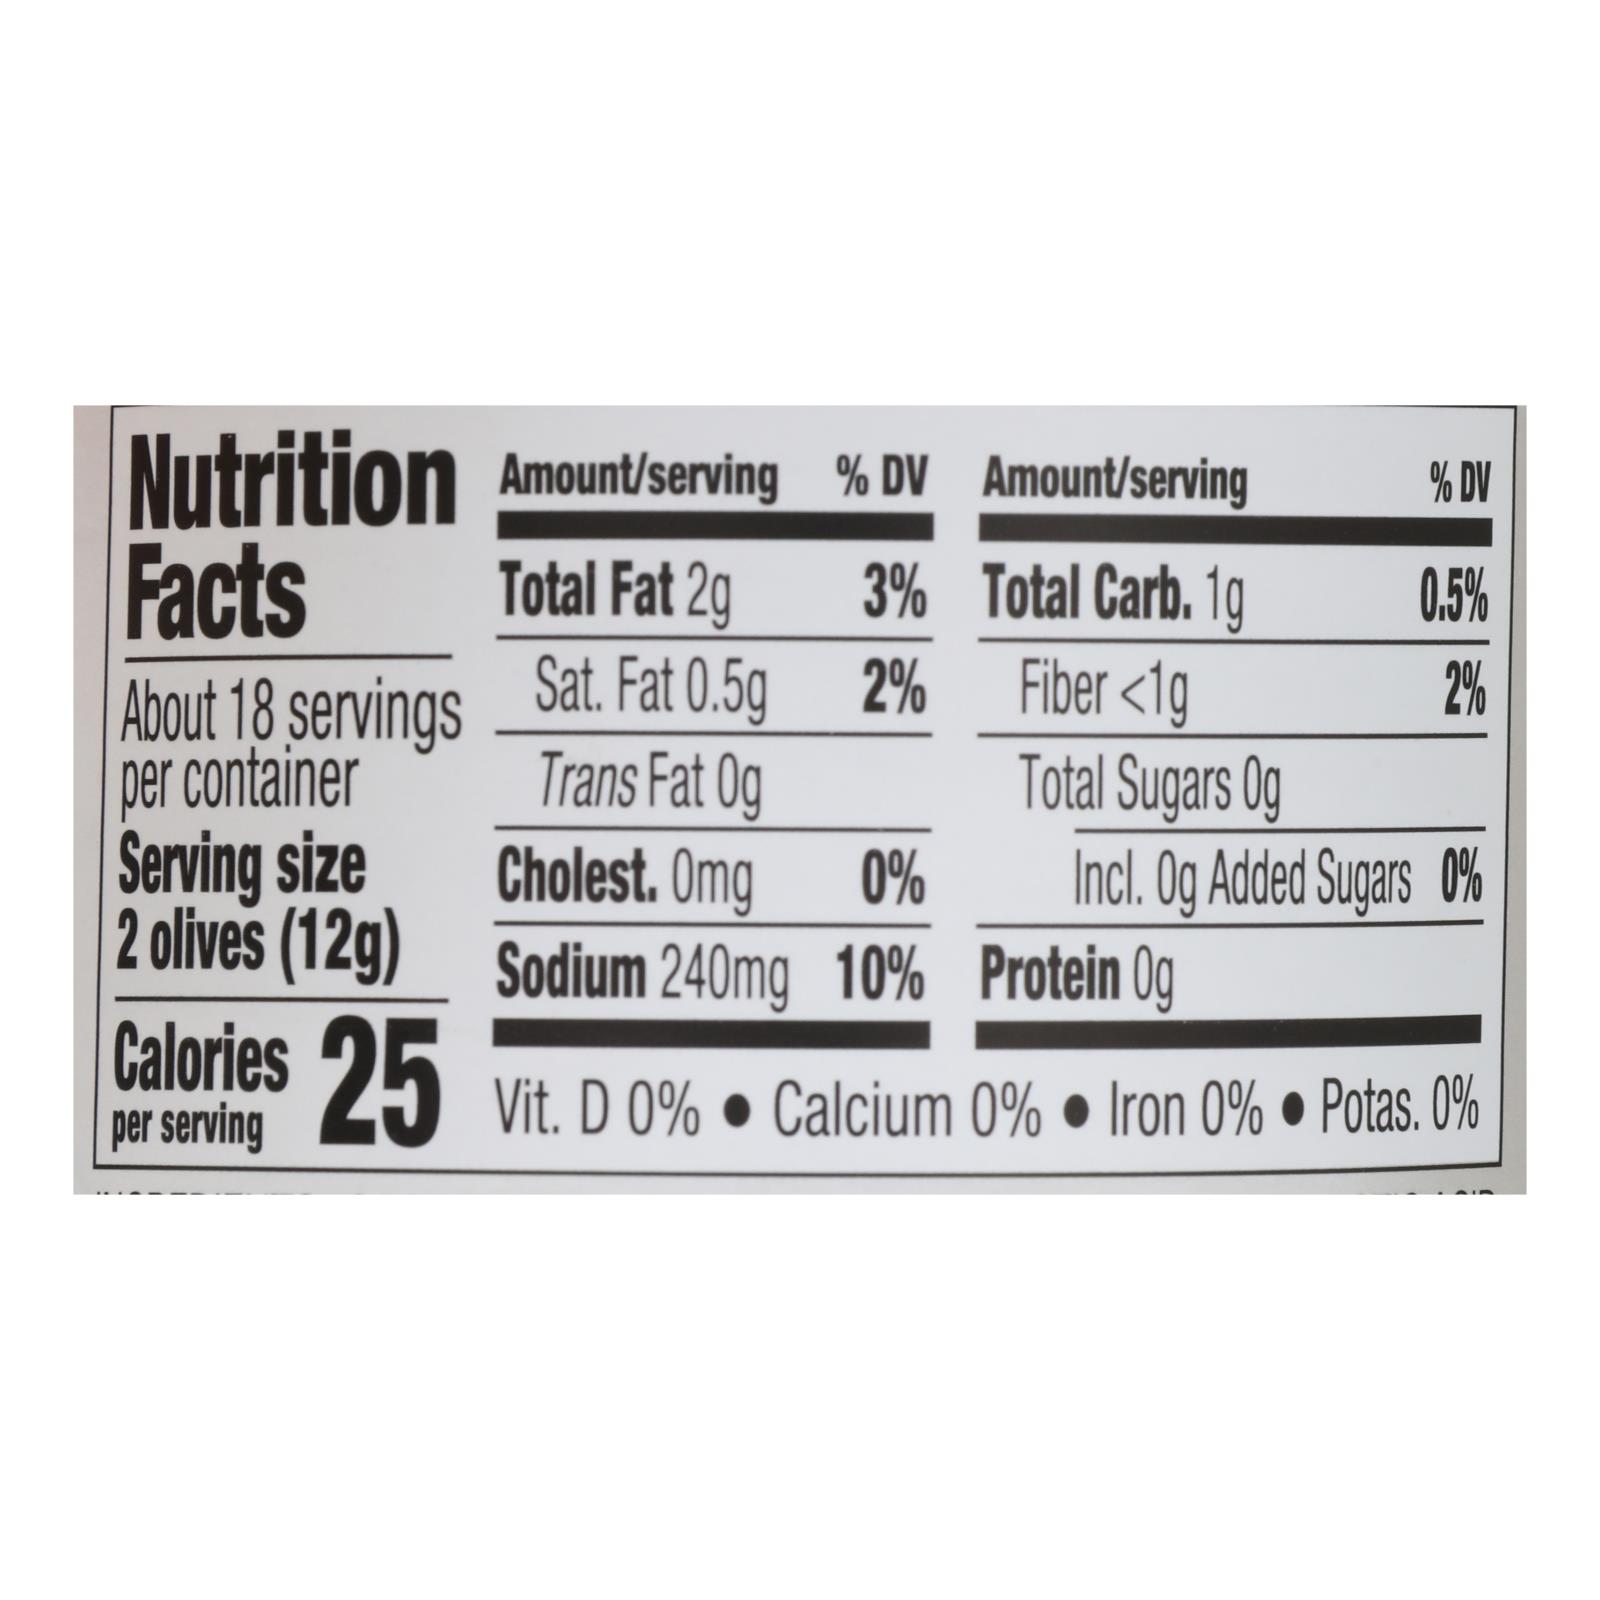 Nutrition
Facts
About 18 servings
per container
Serving size
2 olives (12g)
Calories 25
per serving
Amount/serving % DV
Total Fat 2g 3%
Sat. Fat 0.5g 2%
Trans Fat 0g
Cholest. 0mg 0%
Sodium 240mg 10%
Amount/serving % DV
Total Carb. 1g 0.5%
Fiber <1g 2%
Total Sugars 0g
Incl. 0g Added Sugars 0%
Protein 0g
Vit. D 0% • Calcium 0% • Iron 0% • Potas. 0%